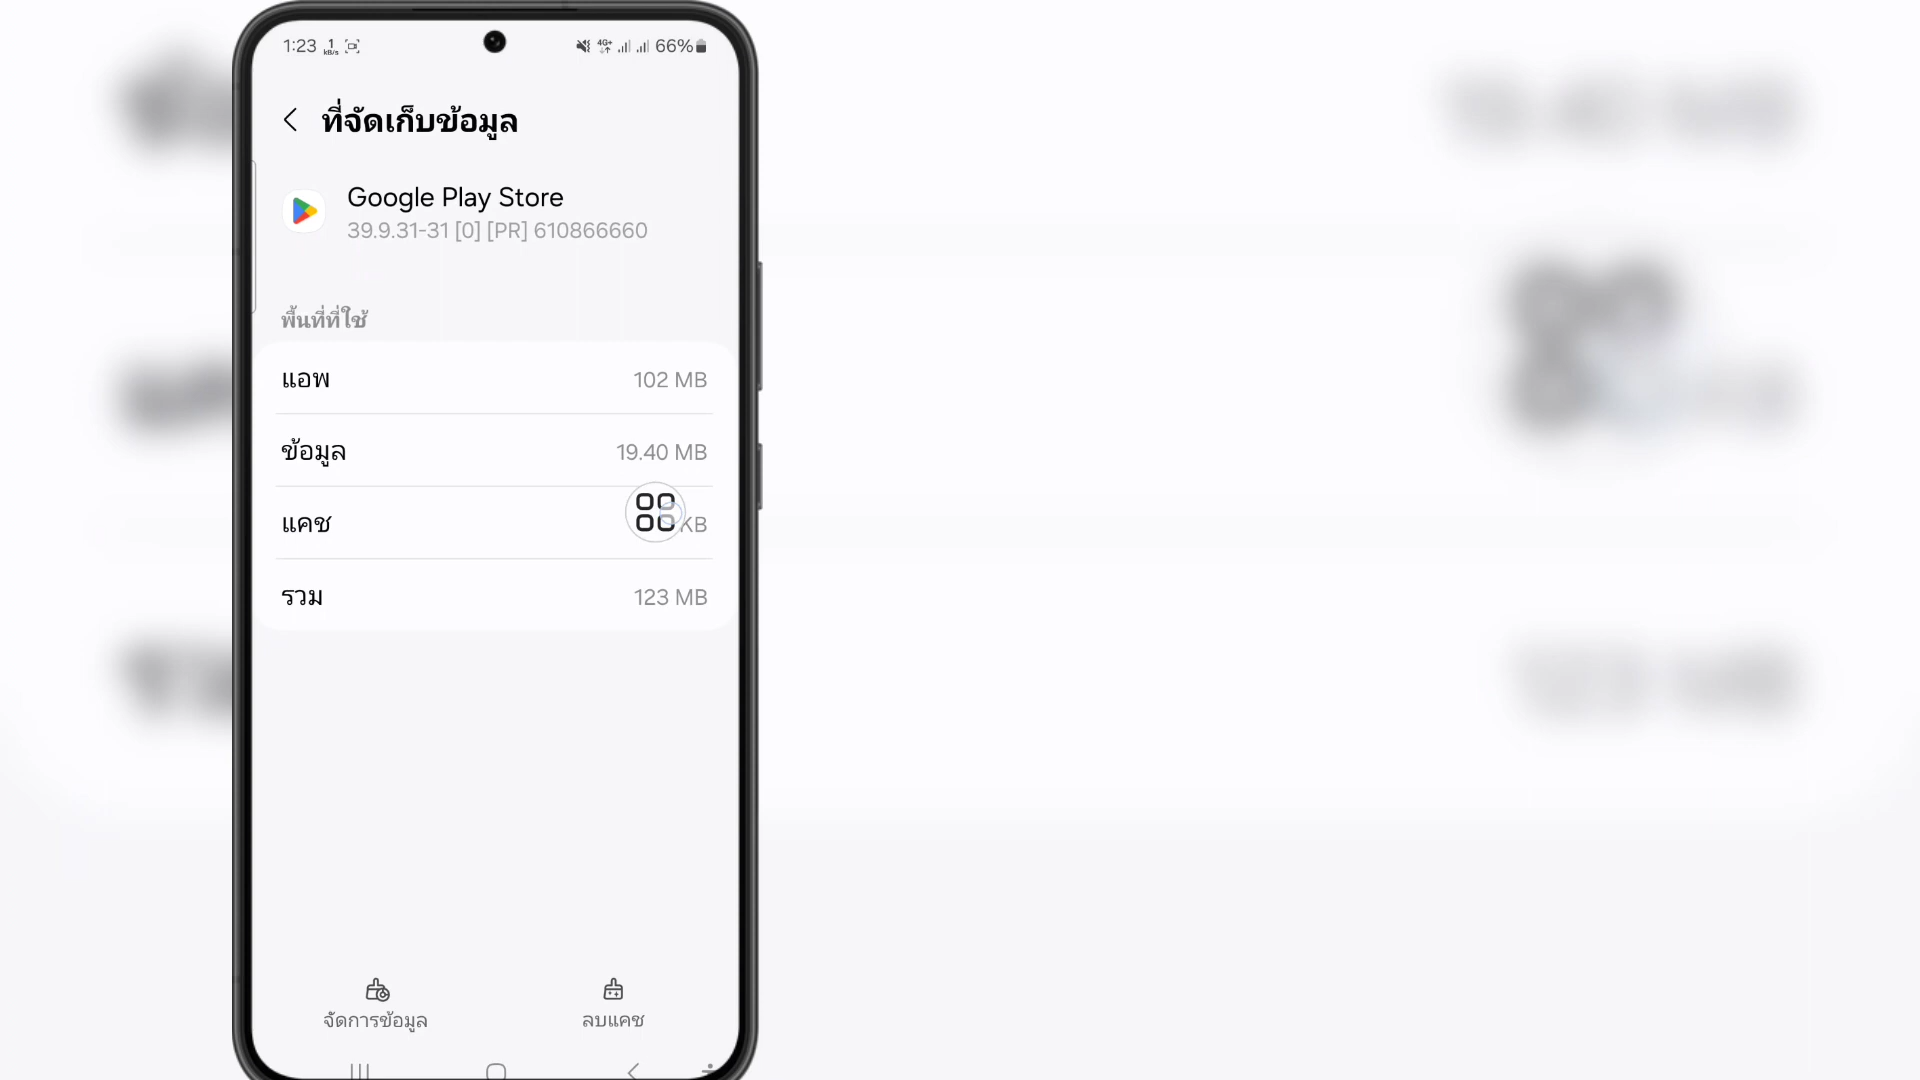 1:23 1 KB/s 4G+ 66%
ที่จัดเก็บข้อมูล
Google Play Store
39.9.31-31 [0] [PR] 610866660
พื้นที่ที่ใช้
แอพ 102 MB
ข้อมูล 19.40 MB
แคช KB
รวม 123 MB
จัดการข้อมูล ลบแคช